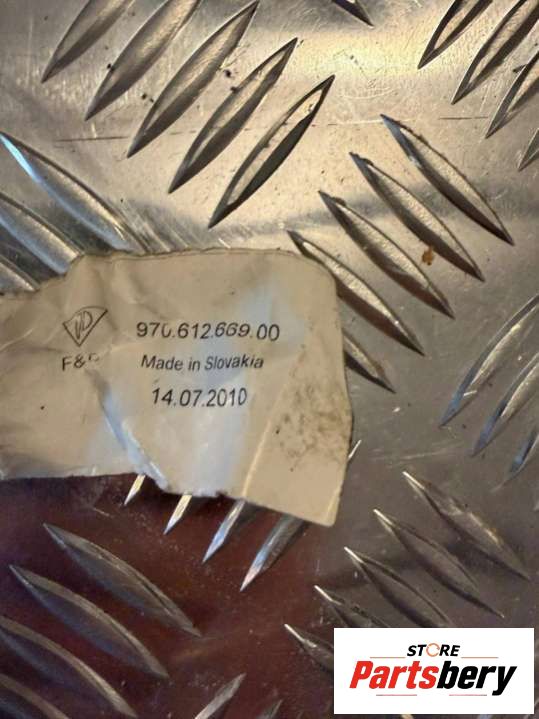 970.612.669.00
F&
Made in Slovakia
14.07.2010
STORE
Partsbery